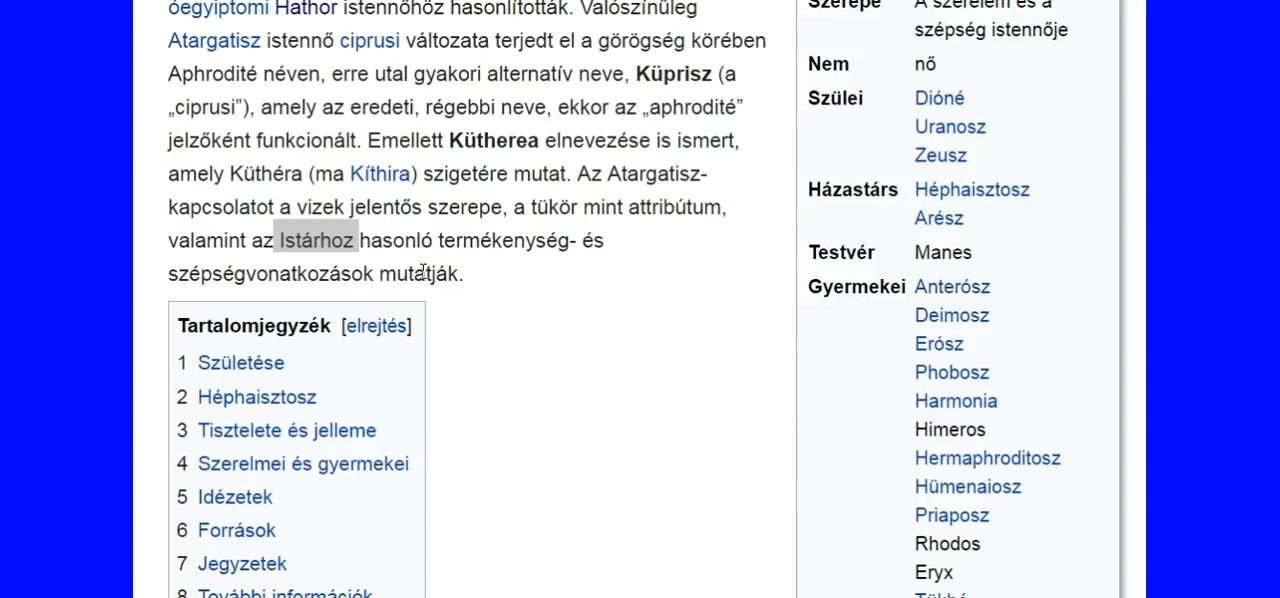 óegyiptomi Hathor istennőhöz hasonlították. Valószínűleg
Atargatisz istennő ciprusi változata terjedt el a görögség körében
Aphrodité néven, erre utal gyakori alternatív neve, Küprisz (a
„ciprusi”), amely az eredeti, régebbi neve, ekkor az „aphrodité”
jelzőként funkcionált. Emellett Kütherea elnevezése is ismert,
amely Küthéra (ma Kíthira) szigetére mutat. Az Atargatisz-
kapcsolatot a vizek jelentős szerepe, a tükör mint attribútum,
valamint az Istárhoz hasonló termékenység- és
szépségvonatkozások mutatják.
Tartalomjegyzék [elrejtés]
1 Születése
2 Héphaisztosz
3 Tisztelete és jelleme
4 Szerelmei és gyermekei
5 Idézetek
6 Források
7 Jegyzetek
8 További információk
Szerepe A szerelem és a
szépség istennője
Nem nő
Szülei Dióné
Uranosz
Zeusz
Házastárs Héphaisztosz
Arész
Testvér Manes
Gyermekei Anterósz
Deimosz
Erósz
Phobosz
Harmonia
Himeros
Hermaphroditosz
Hümenaiosz
Priaposz
Rhodos
Eryx
Tükhé